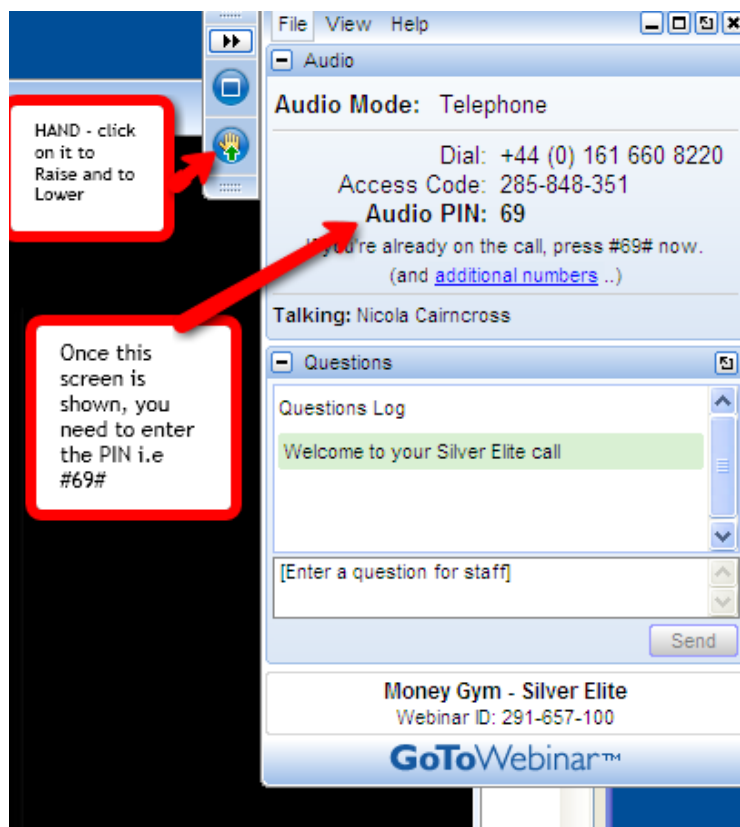 File View Help
Audio
Audio Mode: Telephone
Dial: +44 (0) 161 660 8220
Access Code: 285-848-351
Audio PIN: 69
you're already on the call, press #69# now.
(and additional numbers ..)
Talking: Nicola Cairncross
HAND - click
on it to
Raise and to
Lower
Once this
screen is
shown, you
need to enter
the PIN i.e
#69#
Questions
Questions Log
Welcome to your Silver Elite call
[Enter a question for staff]
Send
Money Gym - Silver Elite
Webinar ID: 291-657-100
GoToWebinar™